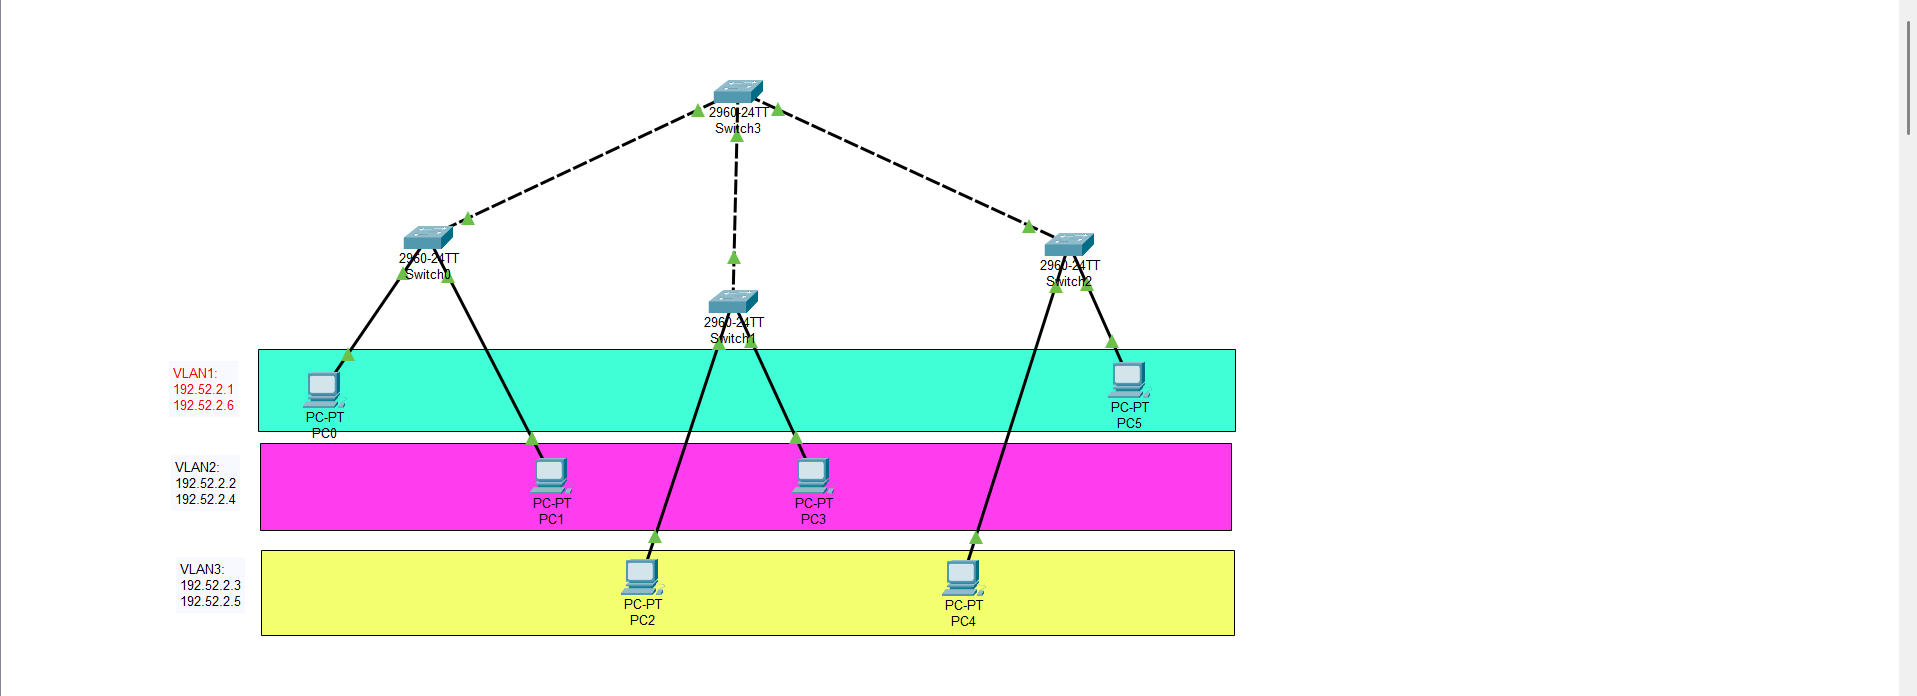 2960-24TT
Switch3
2960-24TT
Switch0
2960-24TT
Switch2
2960-24TT
Switch1
VLAN1:
192.52.2.1
192.52.2.6
PC-PT
PC0
PC-PT
PC5
VLAN2:
192.52.2.2
192.52.2.4
PC-PT
PC1
PC-PT
PC3
VLAN3:
192.52.2.3
192.52.2.5
PC-PT
PC2
PC-PT
PC4